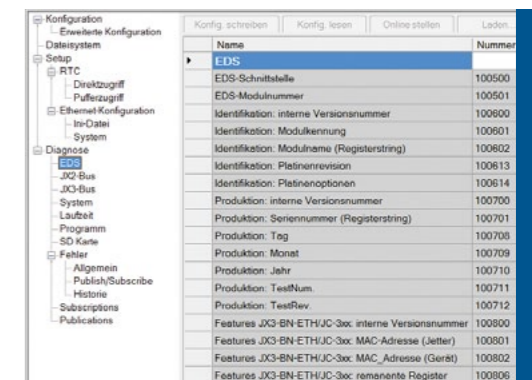 Konfiguration
Erweiterte Konfiguration
Dateisystem
Setup
RTC
Direktzugriff
Pufferzugriff
Ethernet-Konfiguration
Ini-Datei
System
Diagnose
EDS
JX2-Bus
JX3-Bus
System
Laufzeit
Programm
SD Karte
Fehler
Allgemein
Publish/Subscribe
Historie
Subscriptions
Publications
Konfig. schreiben Konfig. lesen Online stellen Laden...
Name Nummer
EDS
EDS-Schnittstelle 100500
EDS-Modulnummer 100501
Identifikation: interne Versionsnummer 100600
Identifikation: Modulkennung 100601
Identifikation: Modulname (Registerstring) 100602
Identifikation: Platinenrevision 100613
Identifikation: Platinenoptionen 100614
Produktion: interne Versionsnummer 100700
Produktion: Seriennummer (Registerstring) 100701
Produktion: Tag 100708
Produktion: Monat 100709
Produktion: Jahr 100710
Produktion: TestNum. 100711
Produktion: TestRev. 100712
Features JX3-BN-ETH/JC-3xx: interne Versionsnummer 100800
Features JX3-BN-ETH/JC-3xx: MAC-Adresse (Jetter) 100801
Features JX3-BN-ETH/JC-3xx: MAC_Adresse (Gerät) 100802
Features JX3-BN-ETH/JC-3xx: remanente Register 100806